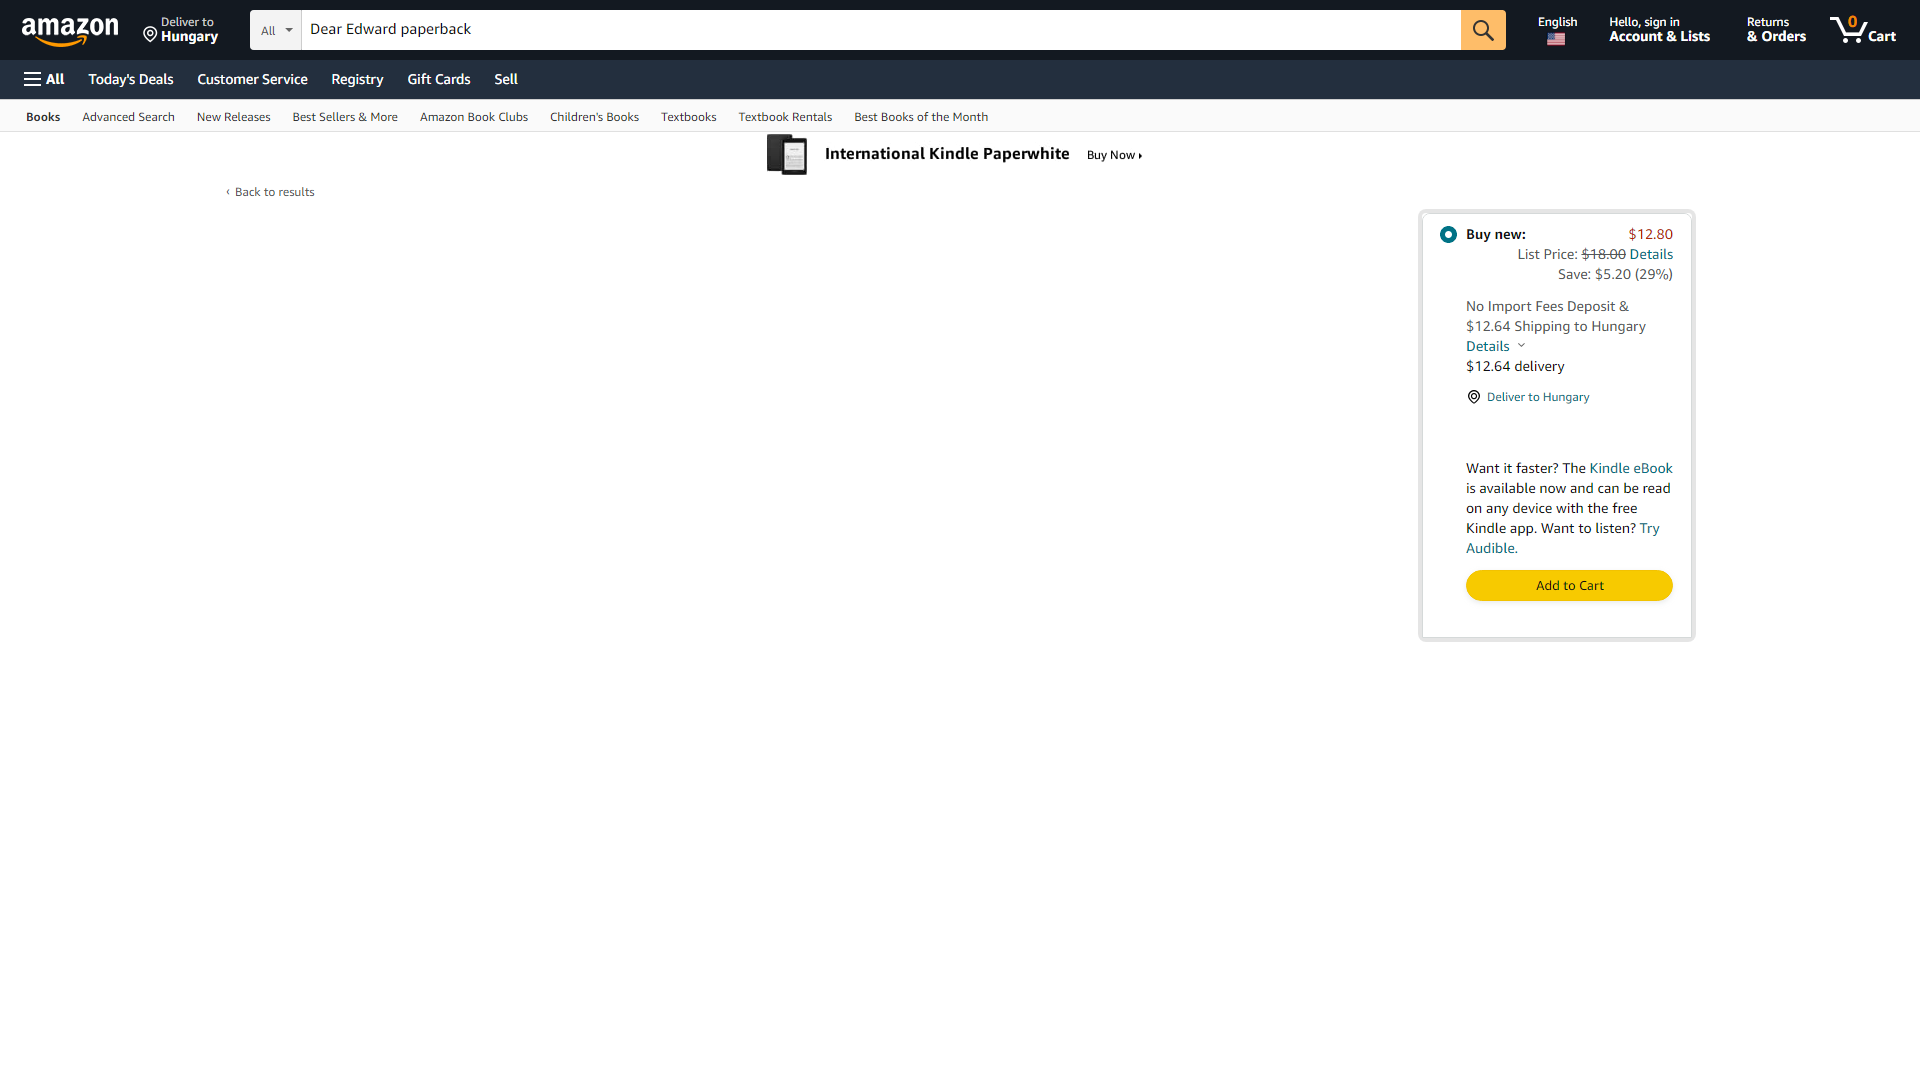 amazon
Deliver to
Hungary
All
Dear Edward paperback
English
Hello, sign in
Account & Lists
Returns
& Orders
0
Cart
All
Today's Deals
Customer Service
Registry
Gift Cards
Sell
Books
Advanced Search
New Releases
Best Sellers & More
Amazon Book Clubs
Children's Books
Textbooks
Textbook Rentals
Best Books of the Month
International Kindle Paperwhite
Buy Now
‹ Back to results
Buy new:
$12.80
List Price: $18.00 Details
Save: $5.20 (29%)
No Import Fees Deposit &
$12.64 Shipping to Hungary
Details
$12.64 delivery
Deliver to Hungary
Want it faster? The Kindle eBook
is available now and can be read
on any device with the free
Kindle app. Want to listen? Try
Audible.
Add to Cart